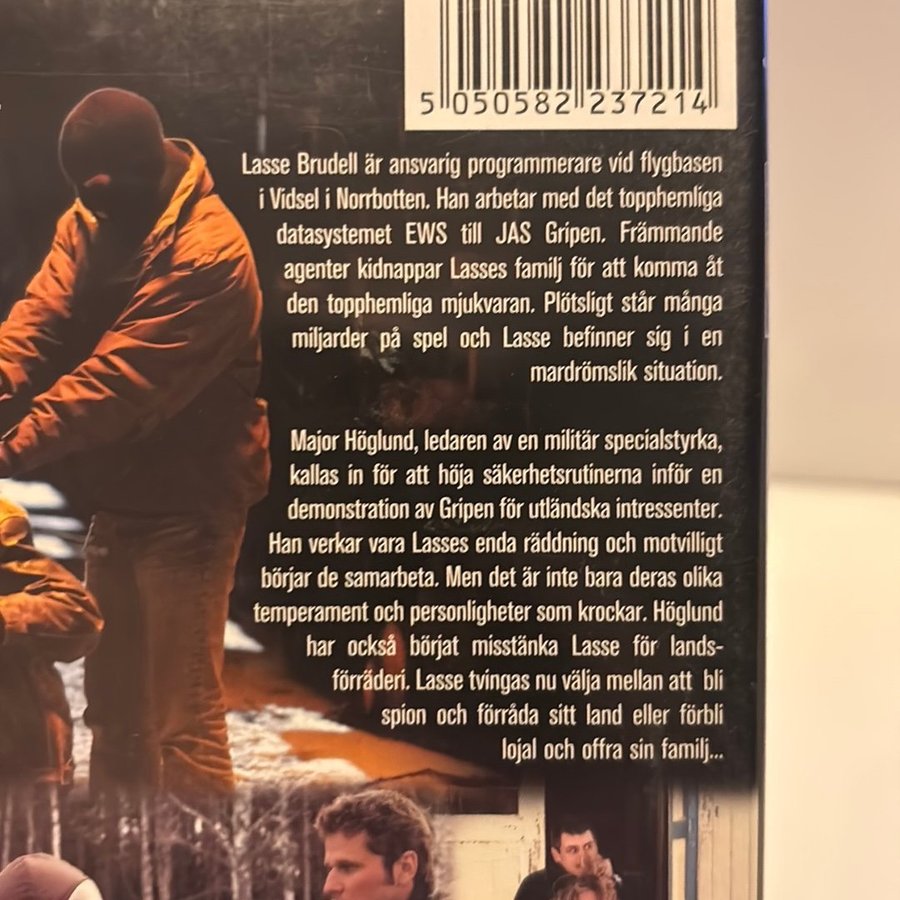 5 050582 237214
Lasse Brudell är ansvarig programmerare vid flygbasen
i Vidsel i Norrbotten. Han arbetar med det topphemliga
datasystemet EWS till JAS Gripen. Främmande
agenter kidnappar Lasses familj för att komma åt
den topphemliga mjukvaran. Plötsligt står många
miljarder på spel och Lasse befinner sig i en
mardrömslik situation.
Major Höglund, ledaren av en militär specialstyrka,
kallas in för att höja säkerhetsrutinerna inför en
demonstration av Gripen för utländska intressenter.
Han verkar vara Lasses enda räddning och motvilligt
börjar de samarbeta. Men det är inte bara deras olika
temperament och personligheter som krockar. Höglund
har också börjat misstänka Lasse för lands-
förräderi. Lasse tvingas nu välja mellan att bli
spion och förråda sitt land eller förbli
lojal och offra sin familj...